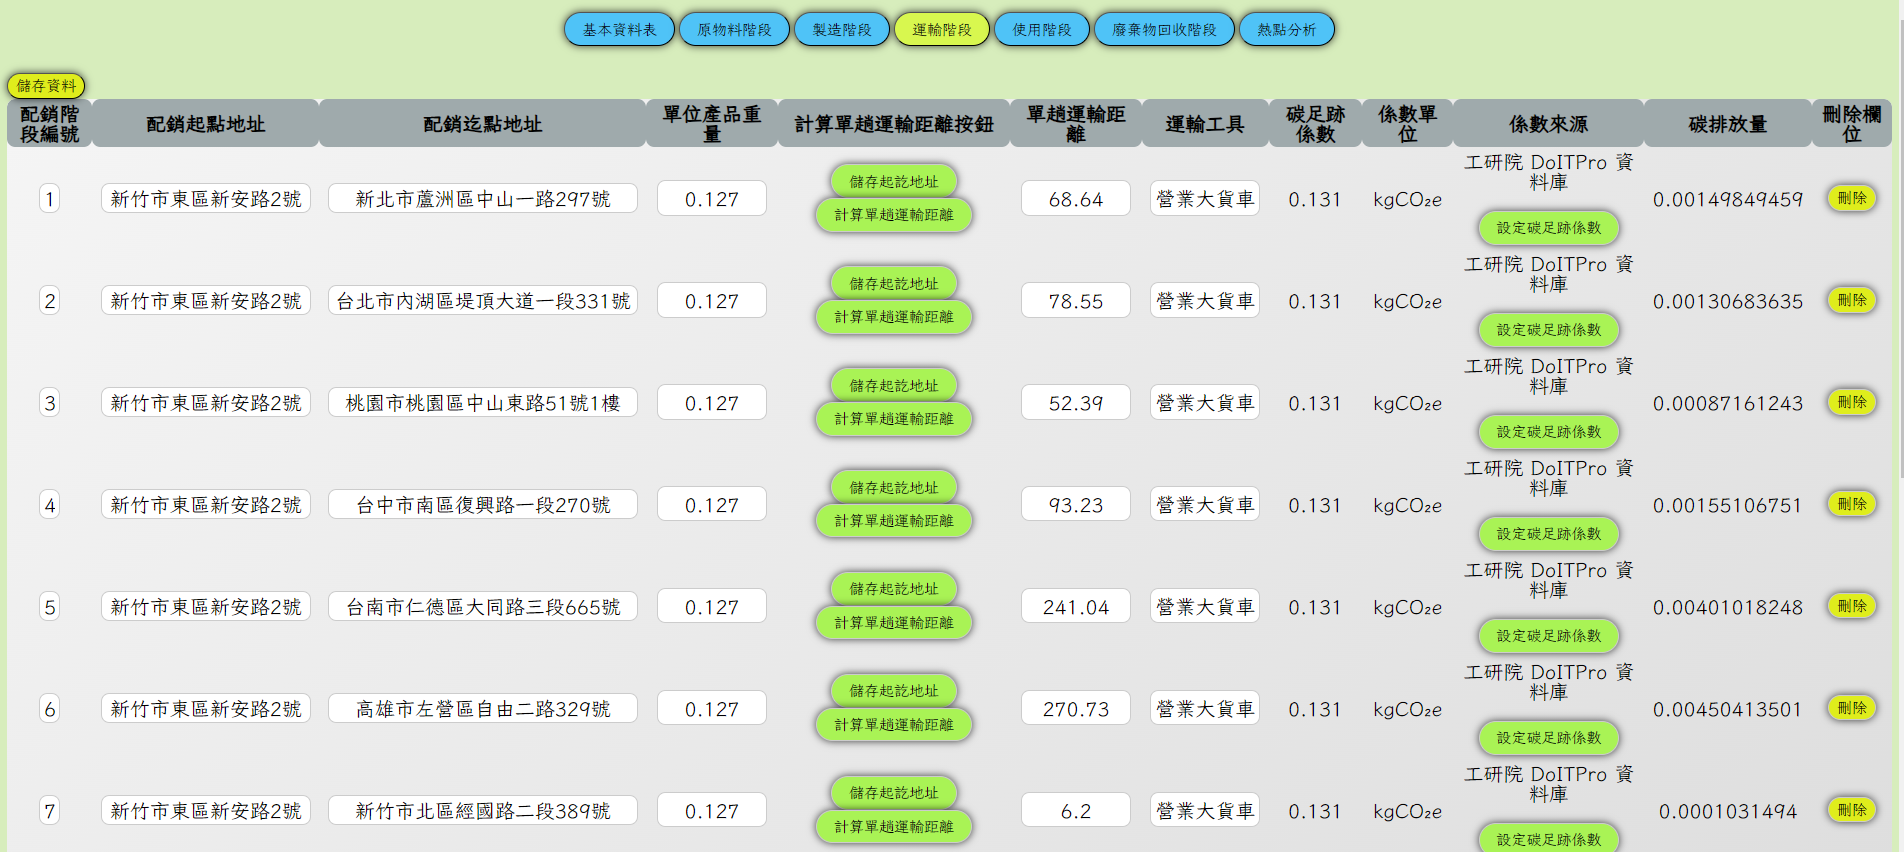 基本資料表 原物料階段 製造階段 運輸階段 使用階段 廢棄物回收階段 熱點分析
儲存資料
配銷階段編號 配銷起點地址 配銷迄點地址 單位產品重量 計算單趟運輸距離按鈕 單趟運輸距離 運輸工具 碳足跡係數 係數單位 係數來源 碳排放量 刪除欄位
1 新竹市東區新安路2號 新北市蘆洲區中山一路297號 0.127 儲存起訖地址 計算單趟運輸距離 68.64 營業大貨車 0.131 kgCO₂e 工研院 DoITPro 資料庫 設定碳足跡係數 0.00149849459 刪除
2 新竹市東區新安路2號 台北市內湖區堤頂大道一段331號 0.127 儲存起訖地址 計算單趟運輸距離 78.55 營業大貨車 0.131 kgCO₂e 工研院 DoITPro 資料庫 設定碳足跡係數 0.00130683635 刪除
3 新竹市東區新安路2號 桃園市桃園區中山東路51號1樓 0.127 儲存起訖地址 計算單趟運輸距離 52.39 營業大貨車 0.131 kgCO₂e 工研院 DoITPro 資料庫 設定碳足跡係數 0.00087161243 刪除
4 新竹市東區新安路2號 台中市南區復興路一段270號 0.127 儲存起訖地址 計算單趟運輸距離 93.23 營業大貨車 0.131 kgCO₂e 工研院 DoITPro 資料庫 設定碳足跡係數 0.00155106751 刪除
5 新竹市東區新安路2號 台南市仁德區大同路三段665號 0.127 儲存起訖地址 計算單趟運輸距離 241.04 營業大貨車 0.131 kgCO₂e 工研院 DoITPro 資料庫 設定碳足跡係數 0.00401018248 刪除
6 新竹市東區新安路2號 高雄市左營區自由二路329號 0.127 儲存起訖地址 計算單趟運輸距離 270.73 營業大貨車 0.131 kgCO₂e 工研院 DoITPro 資料庫 設定碳足跡係數 0.00450413501 刪除
7 新竹市東區新安路2號 新竹市北區經國路二段389號 0.127 儲存起訖地址 計算單趟運輸距離 6.2 營業大貨車 0.131 kgCO₂e 工研院 DoITPro 資料庫 設定碳足跡係數 0.0001031494 刪除